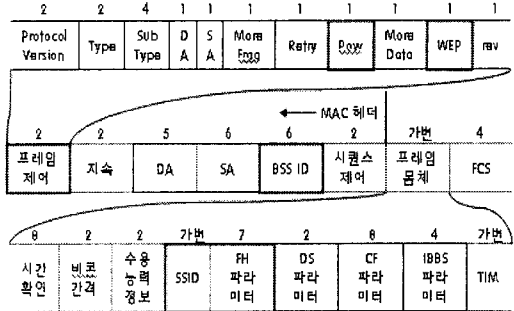 2 2 4 1 1 1 1 1 1 1 1
Protocol Version Type Sub Type D A S A More Frag Retry Pow More Data WEP rev
MAC 헤더
2 2 5 6 6 2 가변 4
프레임 제어 지속 DA SA BSS ID 시퀀스 제어 프레임 몸체 FCS
8 2 2 가변 7 2 8 4 가변
시간 확인 비콘 간격 수용 능력 정보 SSID FH 파라 미터 DS 파라 미터 CF 파라 미터 IBBS 파라 미터 TIM